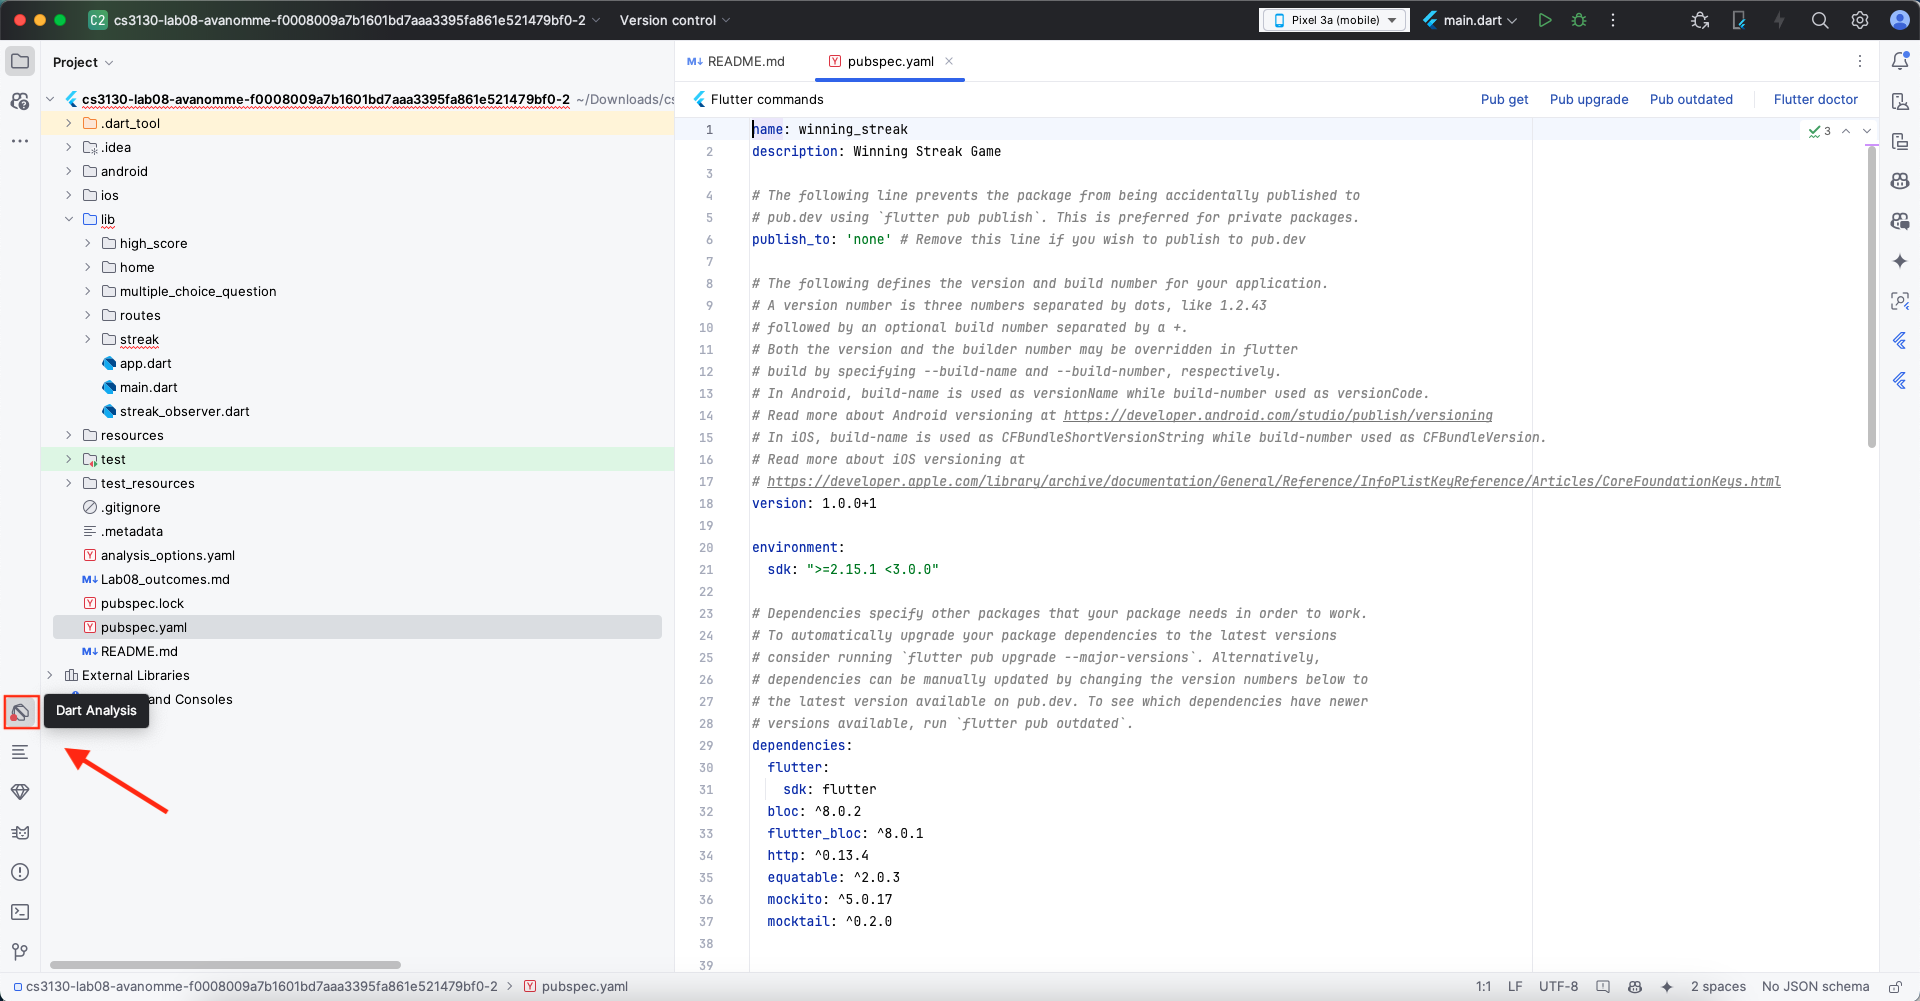 C2 cs3130-lab08-avanomme-f0008009a7b1601bd7aaa3395fa861e521479bf0-2 Version control Pixel 3a (mobile) main.dart
Project
README.md pubspec.yaml
cs3130-lab08-avanomme-f0008009a7b1601bd7aaa3395fa861e521479bf0-2 ~/Downloads/cs
Flutter commands Pub get Pub upgrade Pub outdated Flutter doctor
.dart_tool
.idea
android
ios
lib
high_score
home
multiple_choice_question
routes
streak
app.dart
main.dart
streak_observer.dart
resources
test
test_resources
.gitignore
.metadata
analysis_options.yaml
M↓ Lab08_outcomes.md
pubspec.lock
pubspec.yaml
M↓ README.md
External Libraries
and Consoles
Dart Analysis
3
1 name: winning_streak
2 description: Winning Streak Game
3
4 # The following line prevents the package from being accidentally published to
5 # pub.dev using `flutter pub publish`. This is preferred for private packages.
6 publish_to: 'none' # Remove this line if you wish to publish to pub.dev
7
8 # The following defines the version and build number for your application.
9 # A version number is three numbers separated by dots, like 1.2.43
10 # followed by an optional build number separated by a +.
11 # Both the version and the builder number may be overridden in flutter
12 # build by specifying --build-name and --build-number, respectively.
13 # In Android, build-name is used as versionName while build-number used as versionCode.
14 # Read more about Android versioning at https://developer.android.com/studio/publish/versioning
15 # In iOS, build-name is used as CFBundleShortVersionString while build-number used as CFBundleVersion.
16 # Read more about iOS versioning at
17 # https://developer.apple.com/library/archive/documentation/General/Reference/InfoPlistKeyReference/Articles/CoreFoundationKeys.html
18 version: 1.0.0+1
19
20 environment:
21 sdk: ">=2.15.1 <3.0.0"
22
23 # Dependencies specify other packages that your package needs in order to work.
24 # To automatically upgrade your package dependencies to the latest versions
25 # consider running `flutter pub upgrade --major-versions`. Alternatively,
26 # dependencies can be manually updated by changing the version numbers below to
27 # the latest version available on pub.dev. To see which dependencies have newer
28 # versions available, run `flutter pub outdated`.
29 dependencies:
30 flutter:
31 sdk: flutter
32 bloc: ^8.0.2
33 flutter_bloc: ^8.0.1
34 http: ^0.13.4
35 equatable: ^2.0.3
36 mockito: ^5.0.17
37 mocktail: ^0.2.0
38
39
cs3130-lab08-avanomme-f0008009a7b1601bd7aaa3395fa861e521479bf0-2 > pubspec.yaml 1:1 LF UTF-8 2 spaces No JSON schema